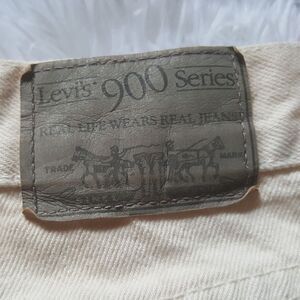 Levi's® 900 Series
REAL LIFE WEARS REAL JEANS
TRADE MARK